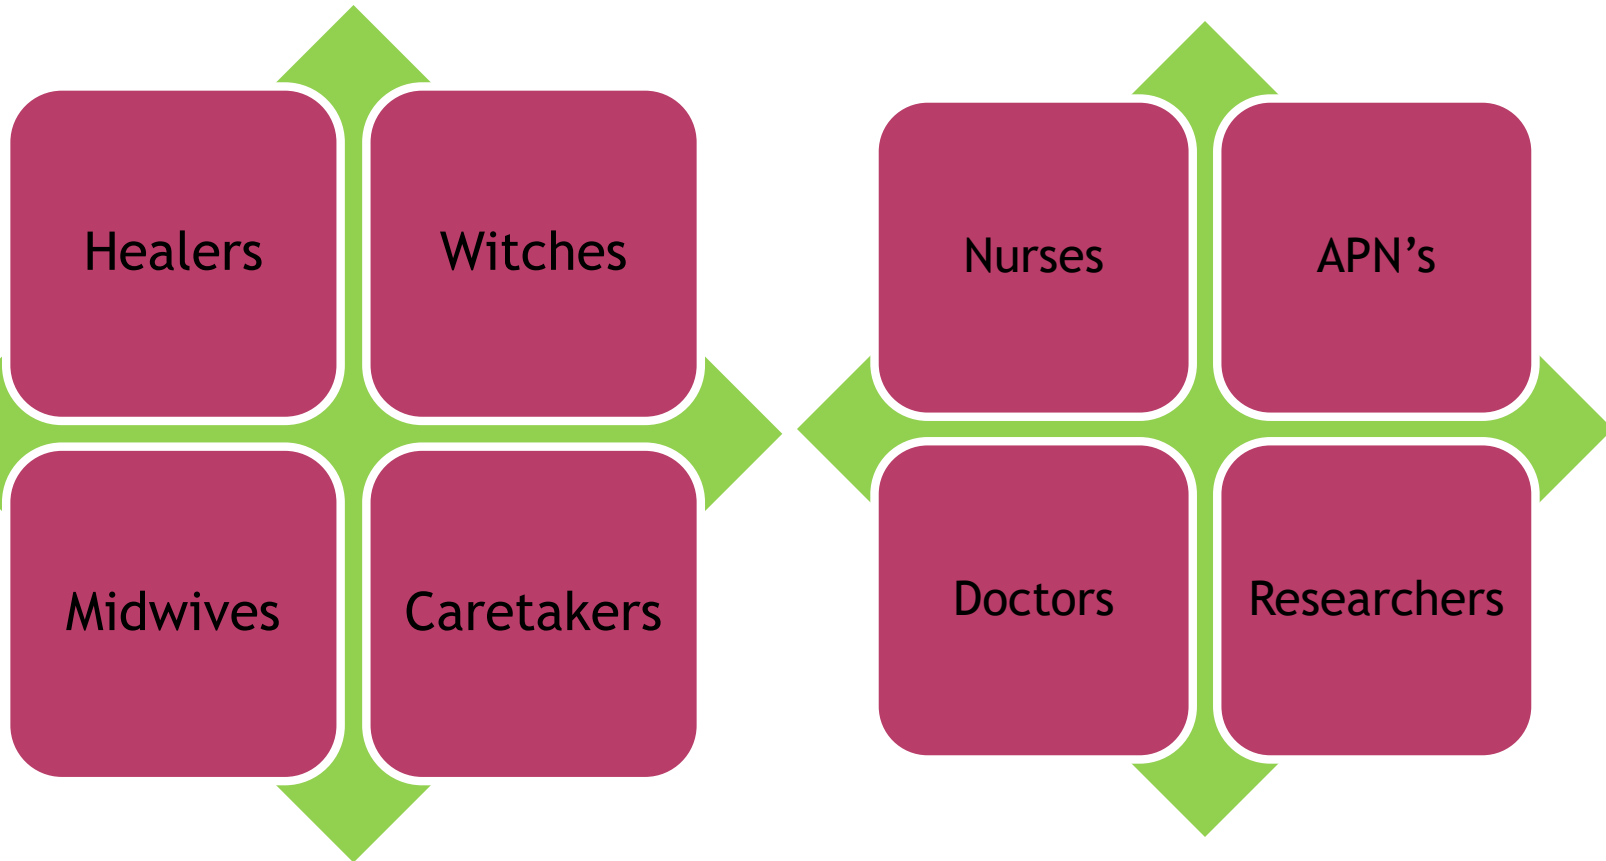 Healers
Witches
Midwives
Caretakers
Nurses
APN’s
Doctors
Researchers